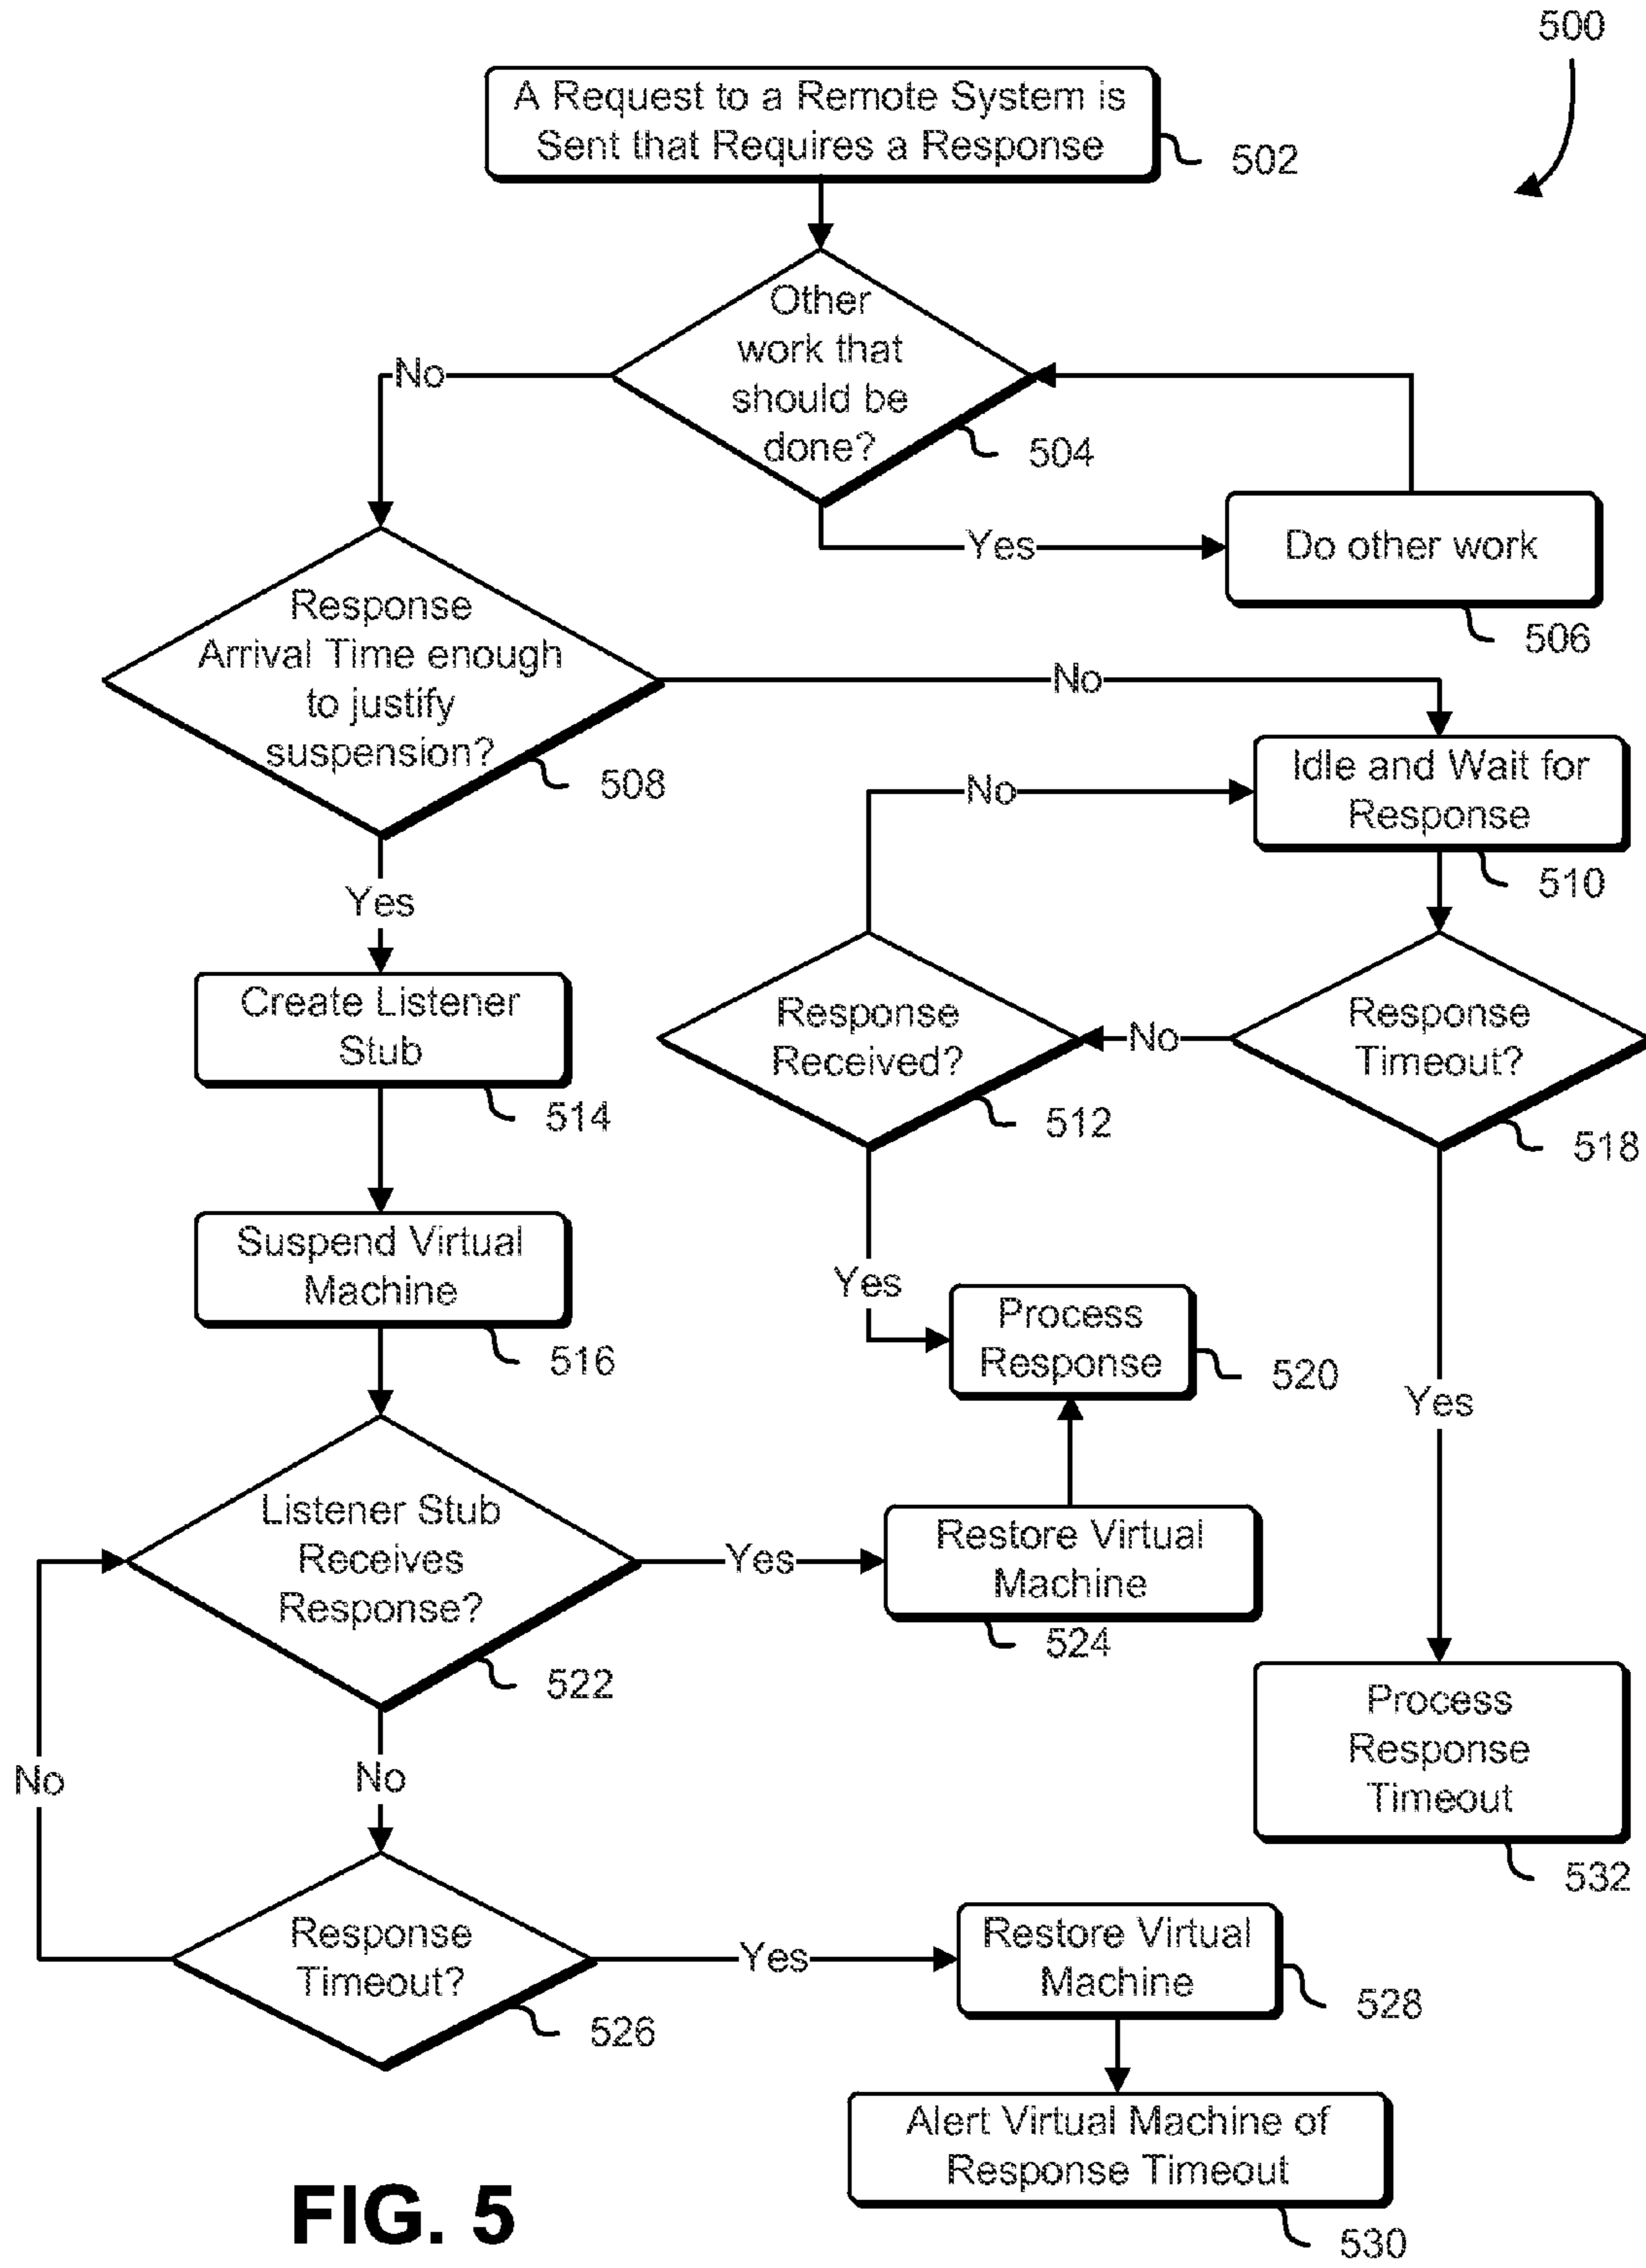 500
A Request to a Remote System is
Sent that Requires a Response
502
Other
work that
should be
done?
504
No
Yes
Do other work
506
Response
Arrival Time enough
to justify
suspension?
508
No
Idle and Wait for
Response
510
No
Yes
Create Listener
Stub
514
Response
Received?
512
No
Response
Timeout?
518
Suspend Virtual
Machine
516
Yes
Process
Response
520
Yes
Listener Stub
Receives
Response?
522
Yes
Restore Virtual
Machine
524
Process
Response
Timeout
532
No
No
Response
Timeout?
526
Yes
Restore Virtual
Machine
528
Alert Virtual Machine of
Response Timeout
530
FIG. 5